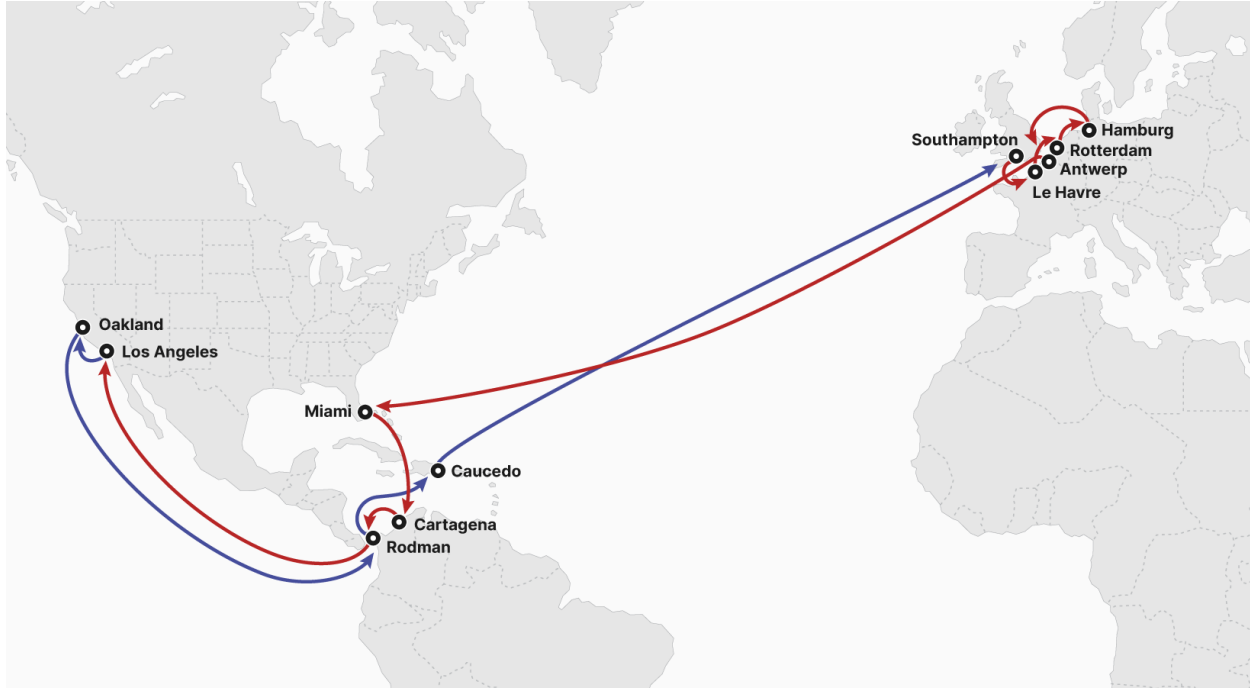 Southampton
Hamburg
Rotterdam
Antwerp
Le Havre
Oakland
Los Angeles
Miami
Caucedo
Cartagena
Rodman